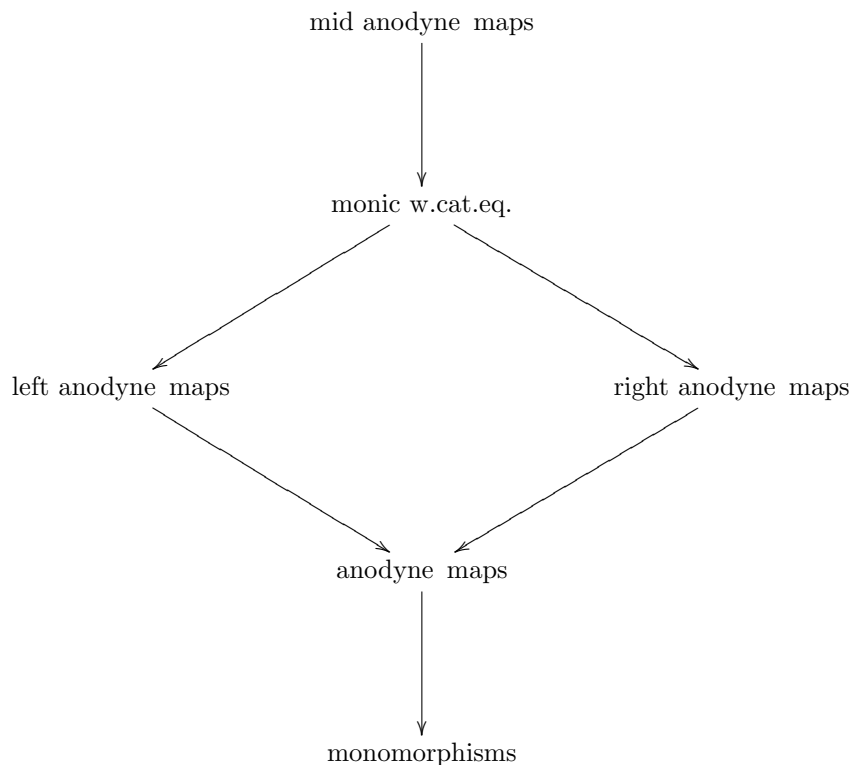 mid anodyne maps
monic w.cat.eq.
left anodyne maps
right anodyne maps
anodyne maps
monomorphisms